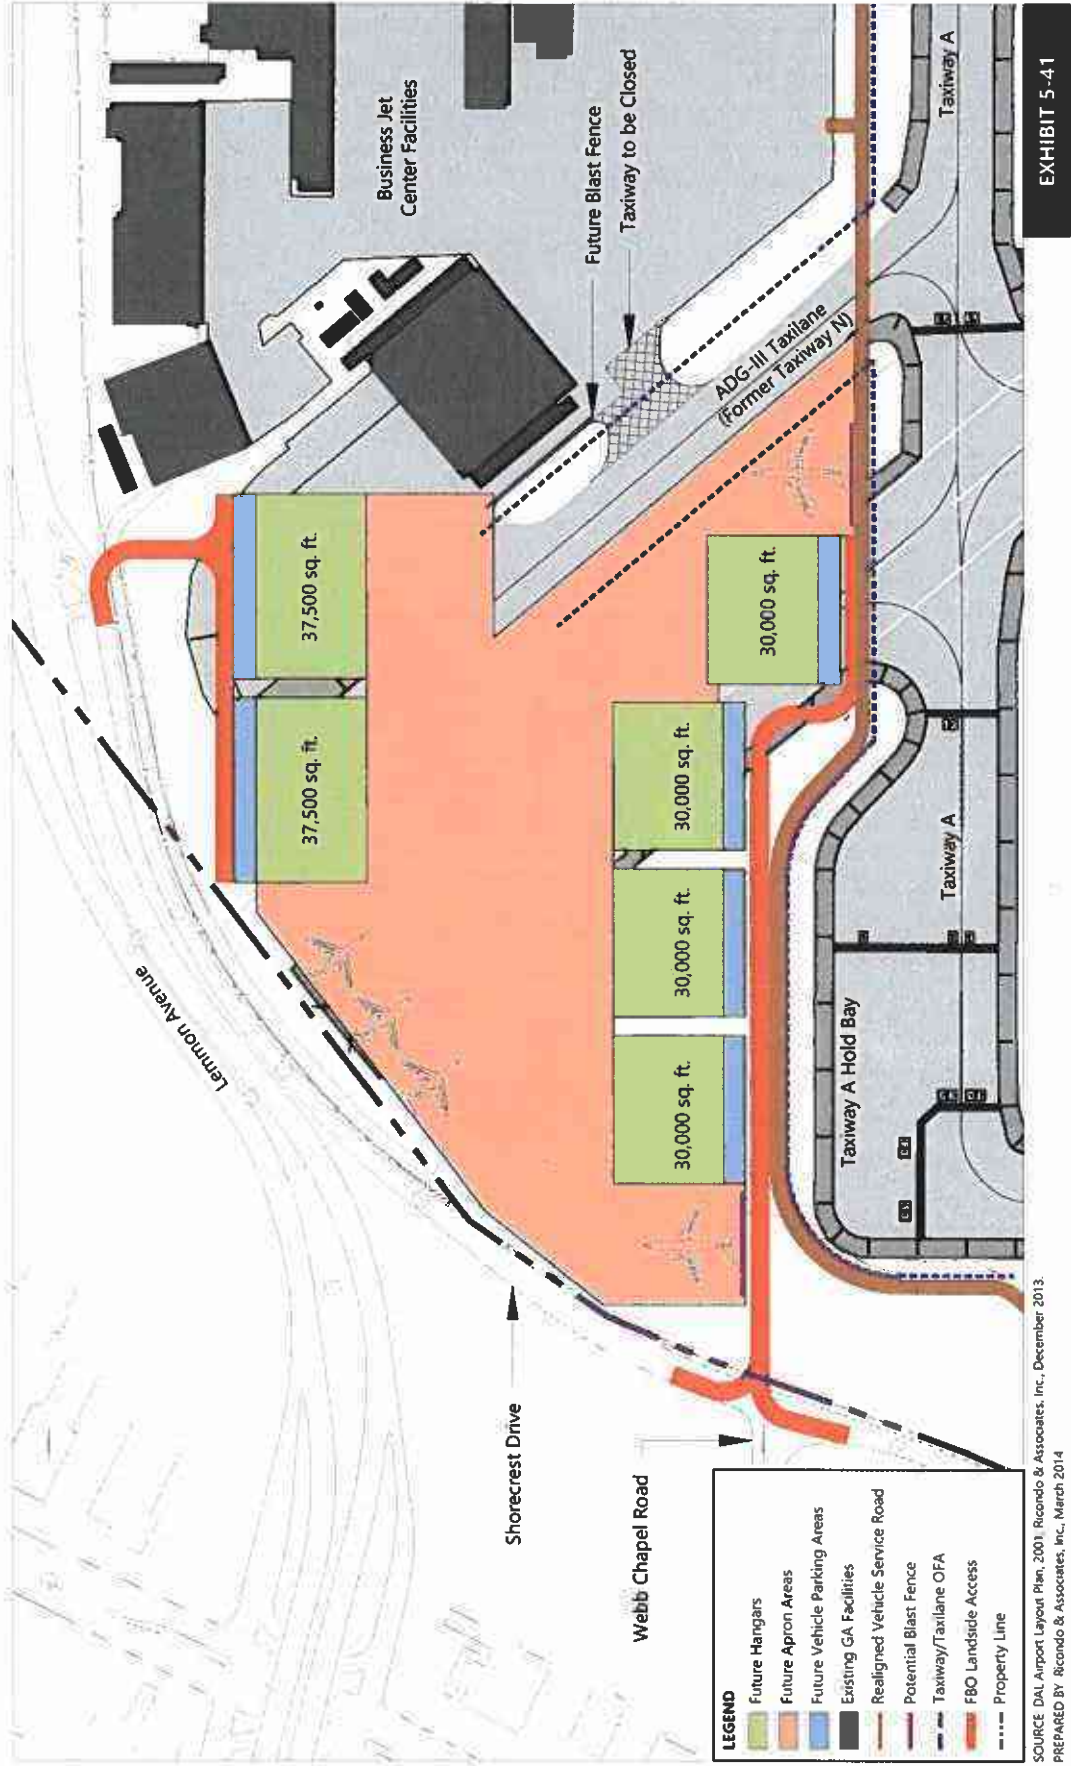 Lemmon Avenue
Shorecrest Drive
Webb Chapel Road
37,500 sq. ft.
37,500 sq. ft.
30,000 sq. ft.
30,000 sq. ft.
30,000 sq. ft.
30,000 sq. ft.
Business Jet
Center Facilities
Future Blast Fence
Taxiway to be Closed
ADG-III Taxilane
(Former Taxiway N)
Taxiway A Hold Bay
Taxiway A
Taxiway A
LEGEND
Future Hangars
Future Apron Areas
Future Vehicle Parking Areas
Existing GA Facilities
Realigned Vehicle Service Road
Potential Blast Fence
Taxiway/Taxilane OFA
FBO Landside Access
Property Line
SOURCE: DAL Airport Layout Plan, 2001, Ricondo & Associates, Inc., December 2013.
PREPARED BY: Ricondo & Associates, Inc., March 2014
EXHIBIT 5-41